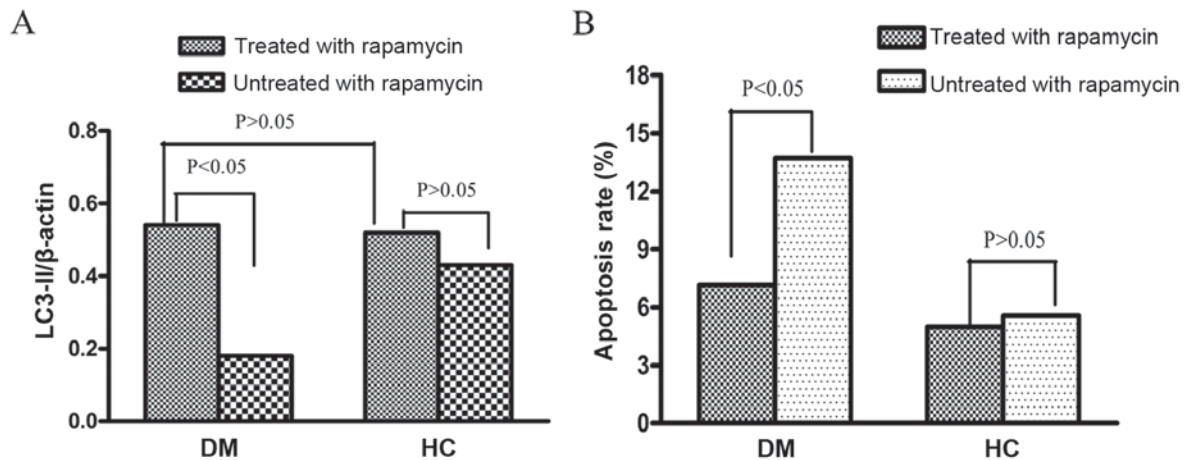 A
Treated with rapamycin
Untreated with rapamycin
LC3-II/β-actin
0.8
0.6
0.4
0.2
0.0
P>0.05
P<0.05
P>0.05
DM
HC
B
Treated with rapamycin
Untreated with rapamycin
Apoptosis rate (%)
18
15
12
9
6
3
0
P<0.05
P>0.05
DM
HC